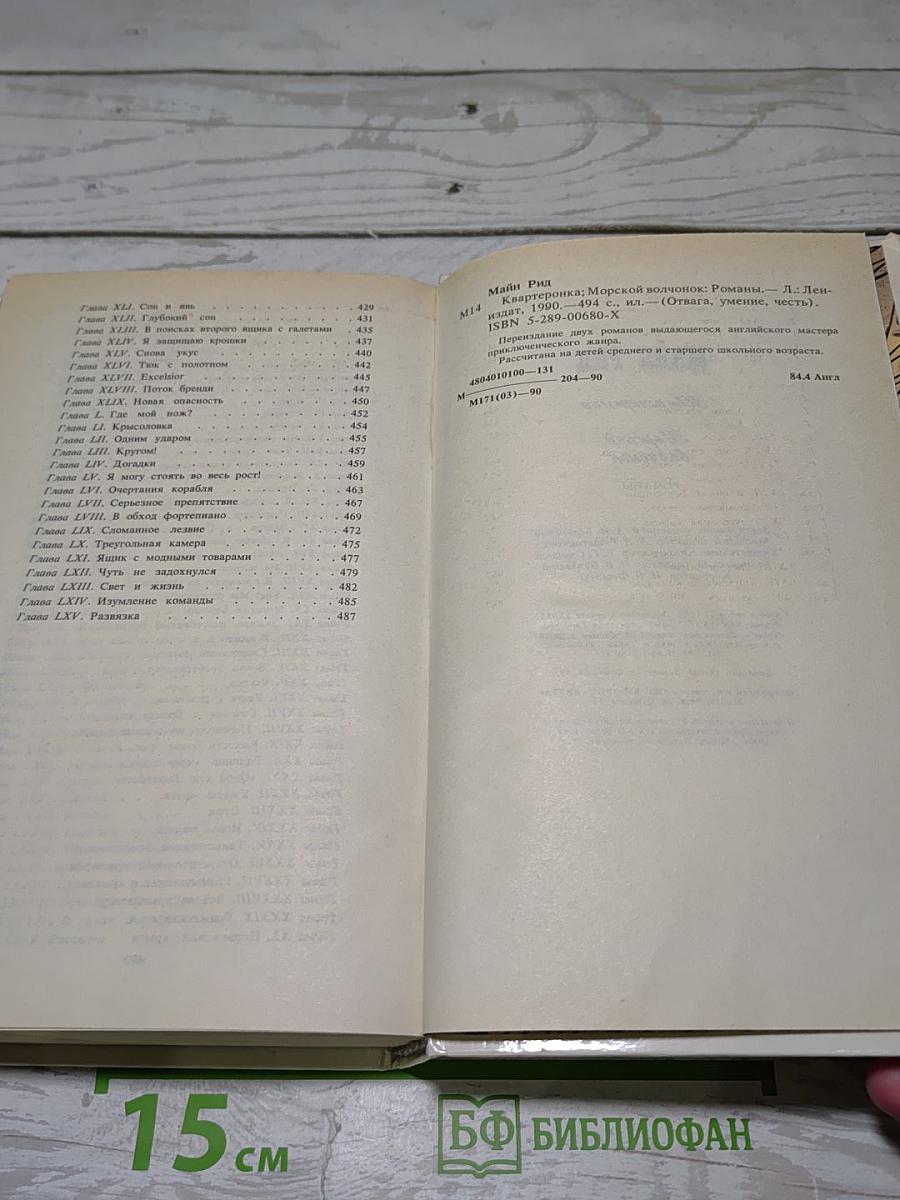 Глава XLI. Сон и явь . . . . . . . . . . 429
Глава XLII. Глубокий сон . . . . . . . . . 431
Глава XLIII. В поисках второго ящика с галетами . . 435
Глава XLIV. Я защищаю крошки . . . . . . . 437
Глава XLV. Снова укус . . . . . . . . . . 440
Глава XLVI. Тюк с полотном . . . . . . . . 442
Глава XLVII. Excelsior . . . . . . . . . . 445
Глава XLVIII. Поток бренди . . . . . . . . 447
Глава XLIX. Новая опасность . . . . . . . . 450
Глава L. Где мой нож? . . . . . . . . . . 452
Глава LI. Крысоловка . . . . . . . . . . 454
Глава LII. Одним ударом . . . . . . . . . 455
Глава LIII. Кругом! . . . . . . . . . . . 457
Глава LIV. Догадки . . . . . . . . . . . 459
Глава LV. Я могу стоять во весь рост! . . . . . 461
Глава LVI. Очертания корабля . . . . . . . . 463
Глава LVII. Серьезное препятствие . . . . . . 467
Глава LVIII. В обход фортепиано . . . . . . . 469
Глава LIX. Сломанное лезвие . . . . . . . . 472
Глава LX. Треугольная камера . . . . . . . . 475
Глава LXI. Ящик с модными товарами . . . . . 477
Глава LXII. Чуть не задохнулся . . . . . . . 479
Глава LXIII. Свет и жизнь . . . . . . . . . 482
Глава LXIV. Изумление команды . . . . . . . 485
Глава LXV. Развязка . . . . . . . . . . . 487
Майн Рид
М14 Квартеронка; Морской волчонок: Романы.— Л.: Лен-
издат, 1990.—494 с., ил.— (Отвага, умение, честь).
ISBN 5-289-00680-X
Переиздание двух романов выдающегося английского мастера
приключенческого жанра.
Рассчитана на детей среднего и старшего школьного возраста.
4804010100—131
М 204—90 84.4 Англ
М171(03)—90
15 см
БФ БИБЛИОФАН